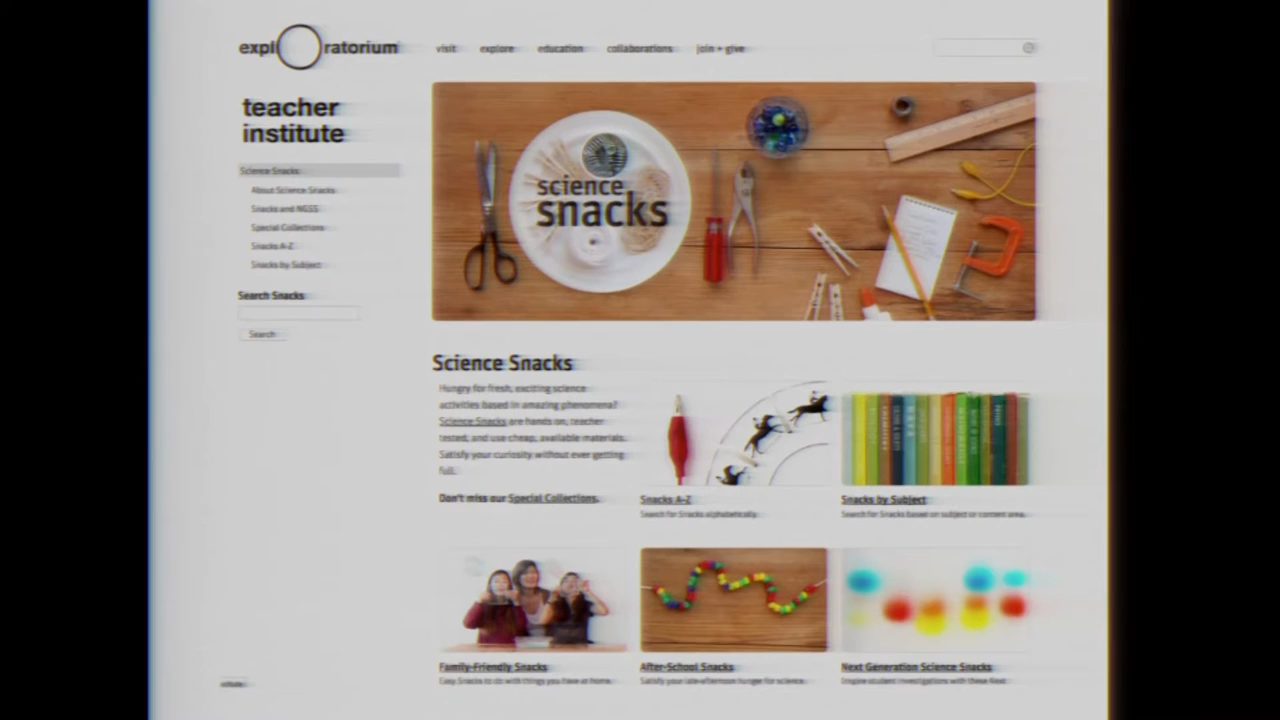 expl ratorium
visit explore education collaborations join + give
teacher
institute
Science Snacks
About Science Snacks
Snacks and NGSS
Special Collections
Snacks A-Z
Snacks by Subject
Search Snacks
Search
science
snacks
Science Snacks
Hungry for fresh, exciting science
activities based in amazing phenomena?
Science Snacks are hands on, teacher
tested, and use cheap, available materials.
Satisfy your curiosity without ever getting
full.
Don't miss our Special Collections.
Snacks A-Z
Search for Snacks alphabetically.
Snacks by Subject
Search for Snacks based on subject or content area.
Family-Friendly Snacks
Easy Snacks to do with things you have at home.
After-School Snacks
Satisfy your late-afternoon hunger for science.
Next Generation Science Snacks
Inspire student investigations with these Next